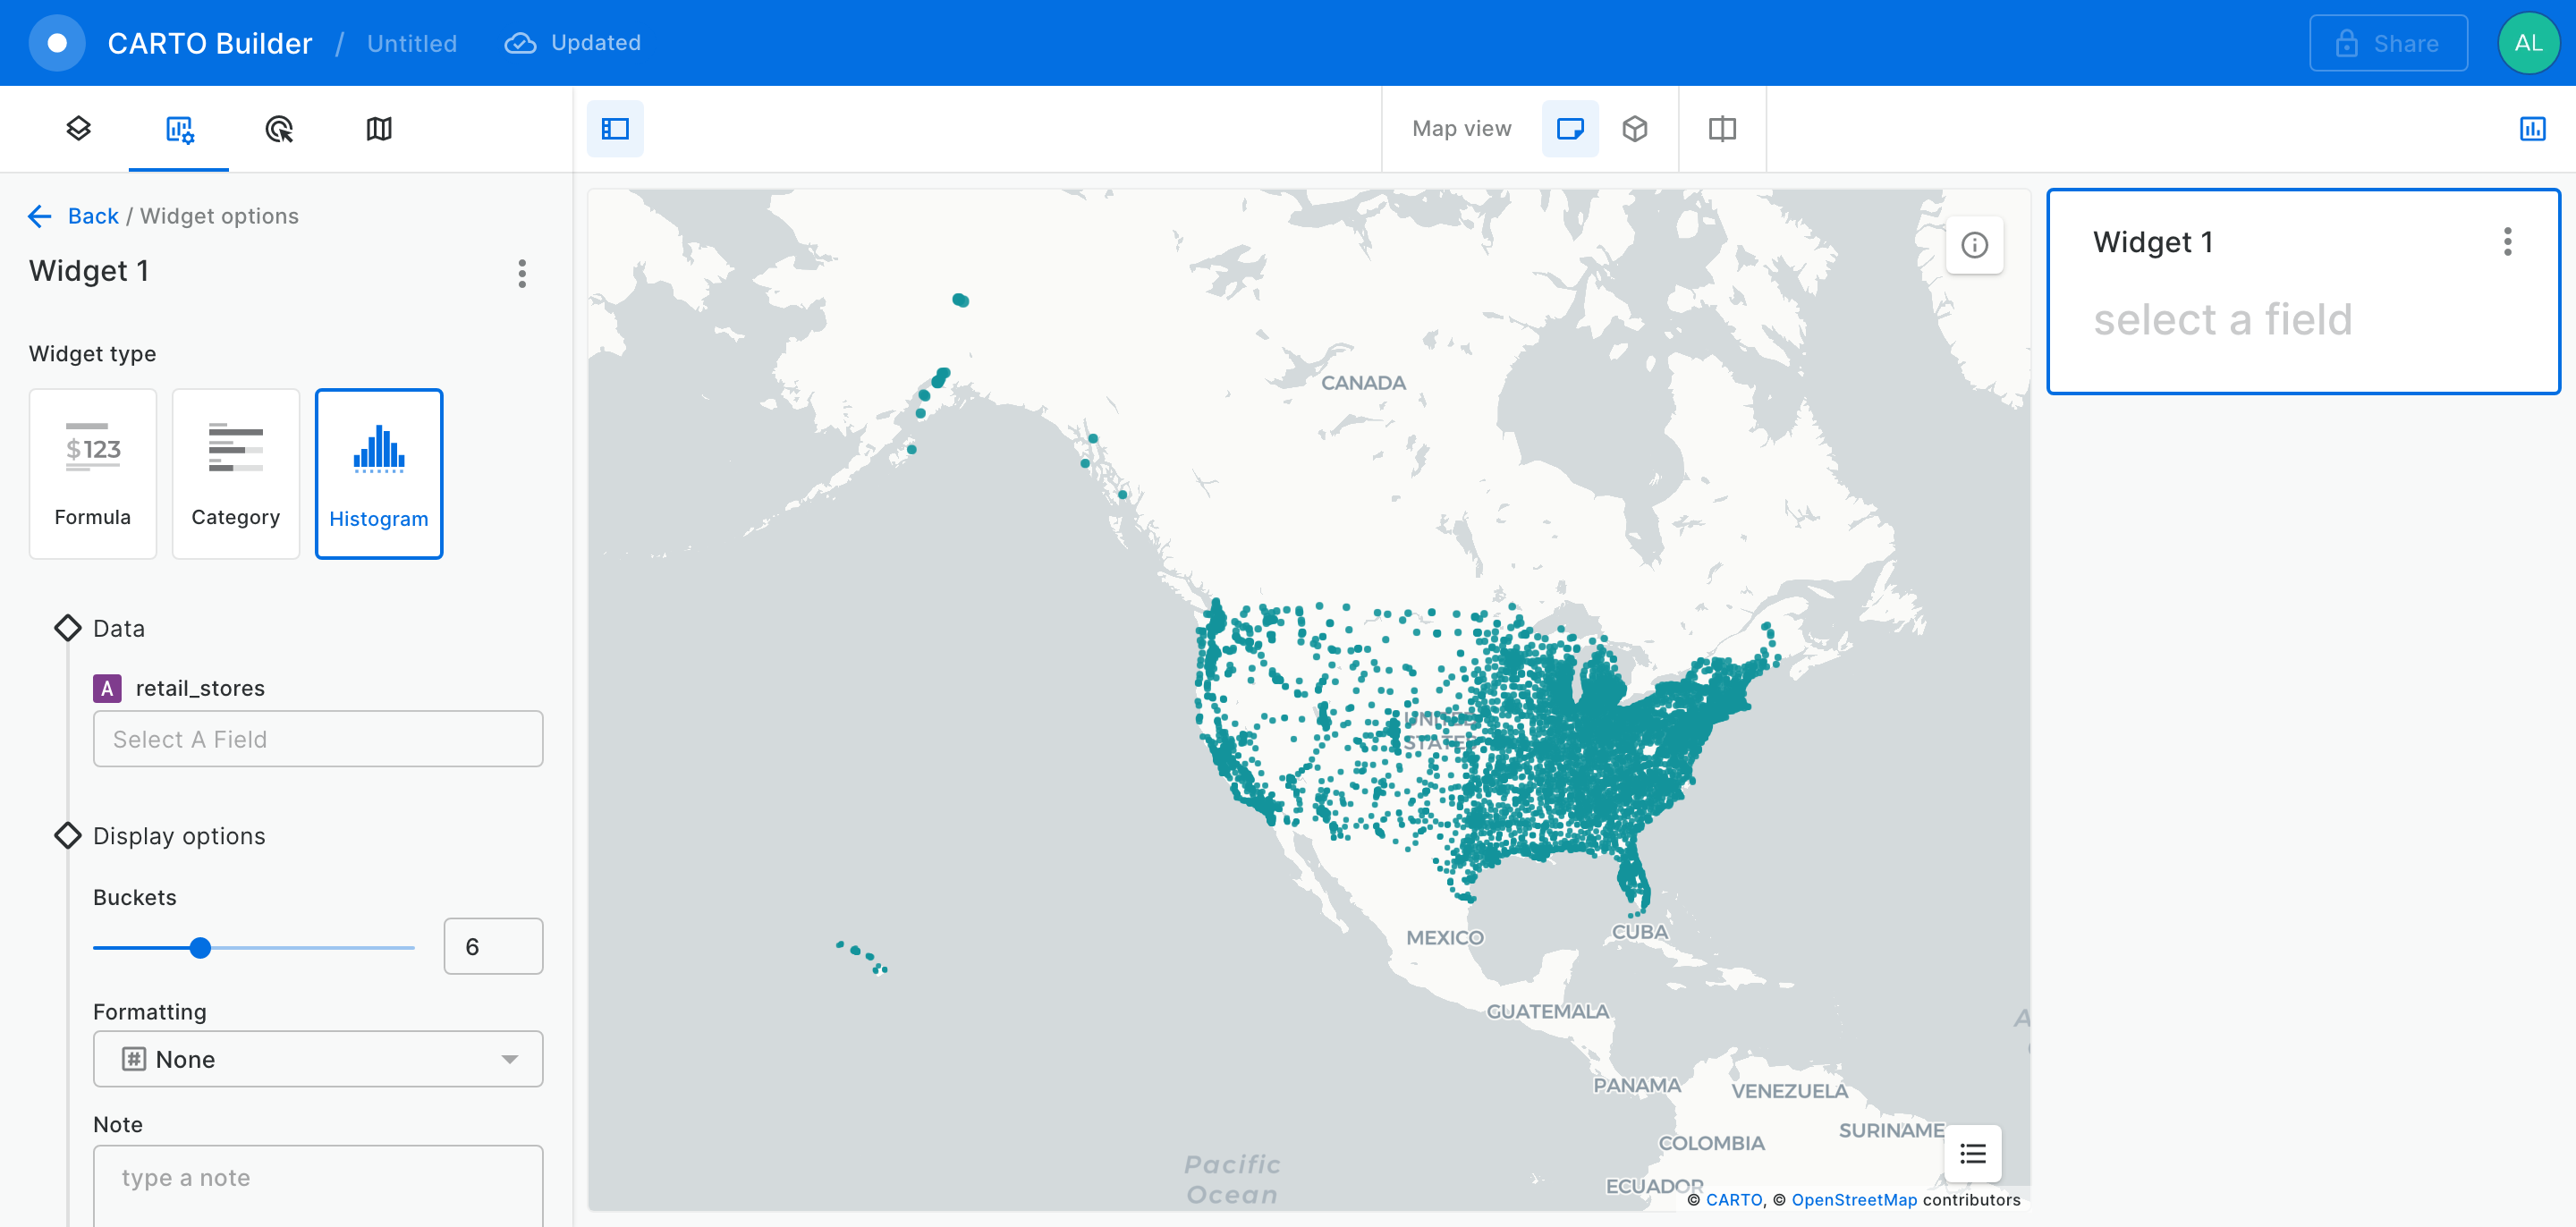 CARTO Builder / Untitled Updated
Share AL
Map view
Back / Widget options
Widget 1
Widget type
$123
Formula
Category
Histogram
Data
A retail_stores
Select A Field
Display options
Buckets
6
Formatting
None
Note
type a note
CANADA
UNITED
STATES
MEXICO
CUBA
GUATEMALA
PANAMA
VENEZUELA
COLOMBIA
SURINAME
ECUADOR
Pacific
Ocean
© CARTO, © OpenStreetMap contributors
Widget 1
select a field